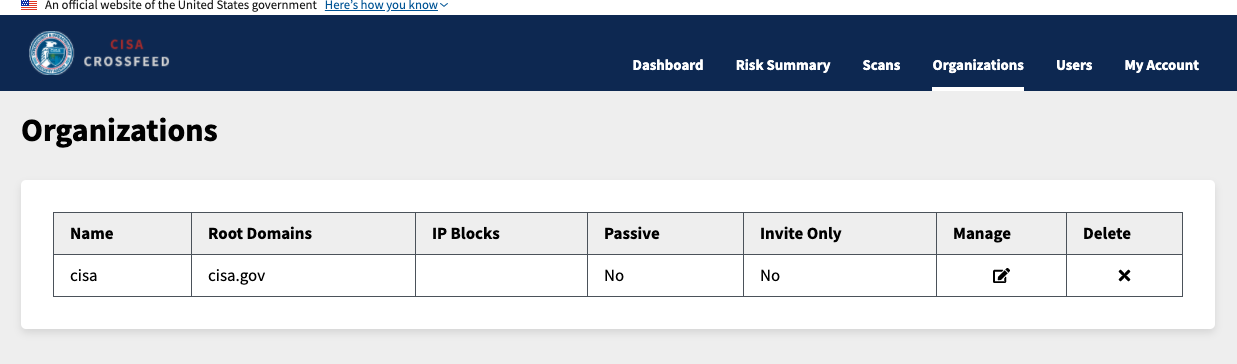 An official website of the United States government Here's how you know
CISA
CROSSFEED
Dashboard Risk Summary Scans Organizations Users My Account
Organizations
Name Root Domains IP Blocks Passive Invite Only Manage Delete
cisa cisa.gov No No